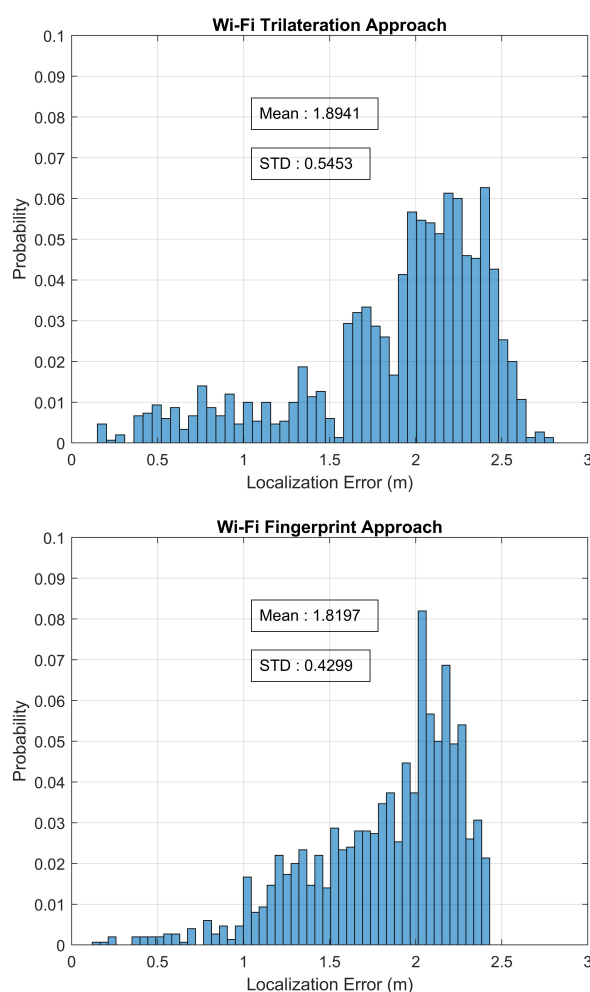 Wi-Fi Trilateration Approach
0.1
0.09
0.08
0.07
0.06
0.05
0.04
0.03
0.02
0.01
0
Probability
Mean : 1.8941
STD : 0.5453
0 0.5 1 1.5 2 2.5 3
Localization Error (m)
Wi-Fi Fingerprint Approach
0.1
0.09
0.08
0.07
0.06
0.05
0.04
0.03
0.02
0.01
0
Probability
Mean : 1.8197
STD : 0.4299
0 0.5 1 1.5 2 2.5 3
Localization Error (m)